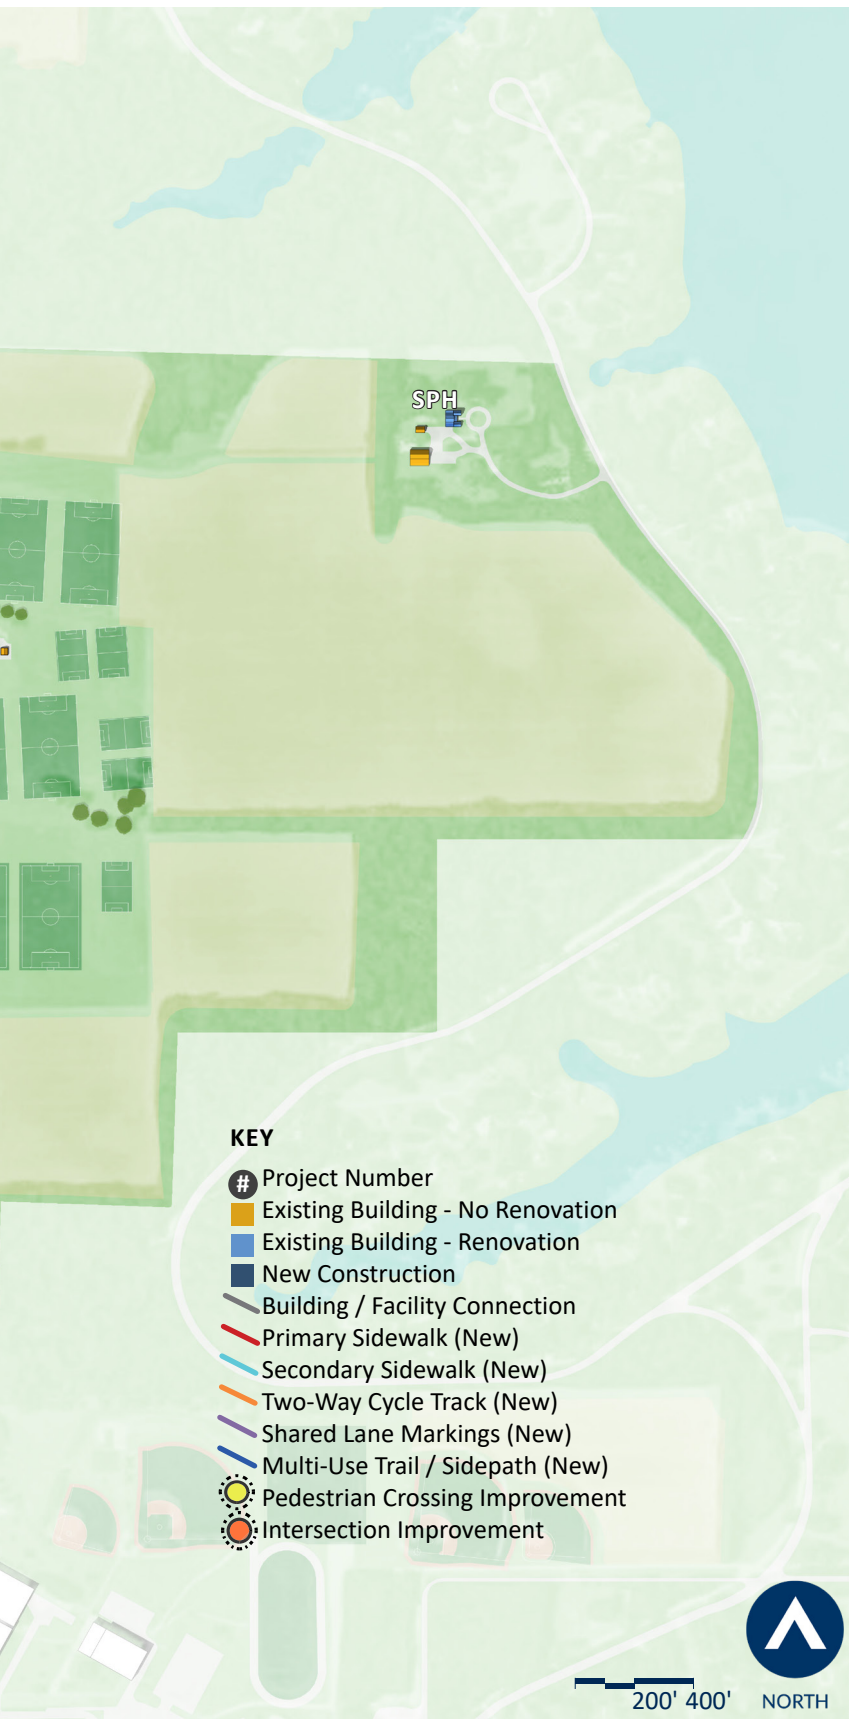 SPH
KEY
# Project Number
Existing Building - No Renovation
Existing Building - Renovation
New Construction
Building / Facility Connection
Primary Sidewalk (New)
Secondary Sidewalk (New)
Two-Way Cycle Track (New)
Shared Lane Markings (New)
Multi-Use Trail / Sidepath (New)
Pedestrian Crossing Improvement
Intersection Improvement
200' 400'
NORTH